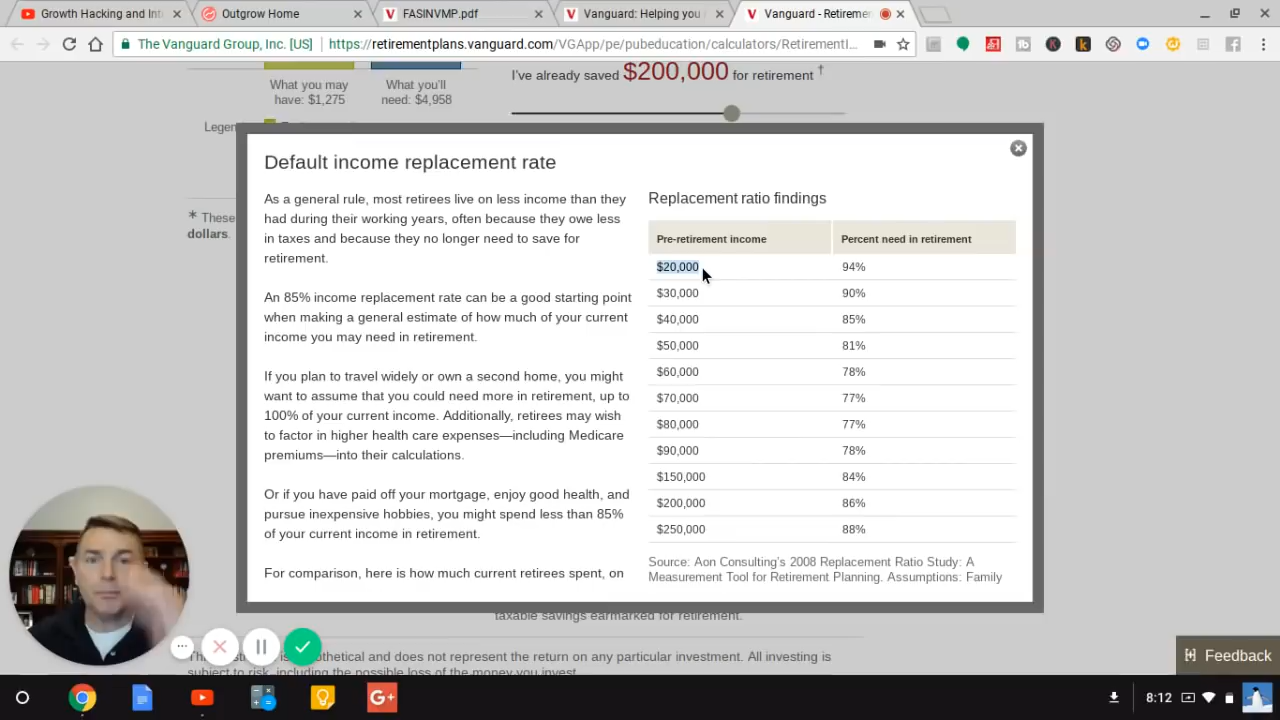 Growth Hacking and Int
Outgrow Home
FASINVMP.pdf
Vanguard: Helping you
Vanguard - Retireme
The Vanguard Group, Inc. [US]
https://retirementplans.vanguard.com/VGApp/pe/pubeducation/calculators/RetirementI...
What you may
have: $1,275
What you'll
need: $4,958
I've already saved $200,000 for retirement †
Legen
* These
dollars.
Default income replacement rate
As a general rule, most retirees live on less income than they
had during their working years, often because they owe less
in taxes and because they no longer need to save for
retirement.
An 85% income replacement rate can be a good starting point
when making a general estimate of how much of your current
income you may need in retirement.
If you plan to travel widely or own a second home, you might
want to assume that you could need more in retirement, up to
100% of your current income. Additionally, retirees may wish
to factor in higher health care expenses—including Medicare
premiums—into their calculations.
Or if you have paid off your mortgage, enjoy good health, and
pursue inexpensive hobbies, you might spend less than 85%
of your current income in retirement.
For comparison, here is how much current retirees spent, on
Replacement ratio findings
Pre-retirement income Percent need in retirement
$20,000 94%
$30,000 90%
$40,000 85%
$50,000 81%
$60,000 78%
$70,000 77%
$80,000 77%
$90,000 78%
$150,000 84%
$200,000 86%
$250,000 88%
Source: Aon Consulting's 2008 Replacement Ratio Study: A
Measurement Tool for Retirement Planning. Assumptions: Family
taxable savings earmarked for retirement.
othetical and does not represent the return on any particular investment. All investing is
subject to risk, including the possible loss of the money you invest.
Feedback
G+
8:12